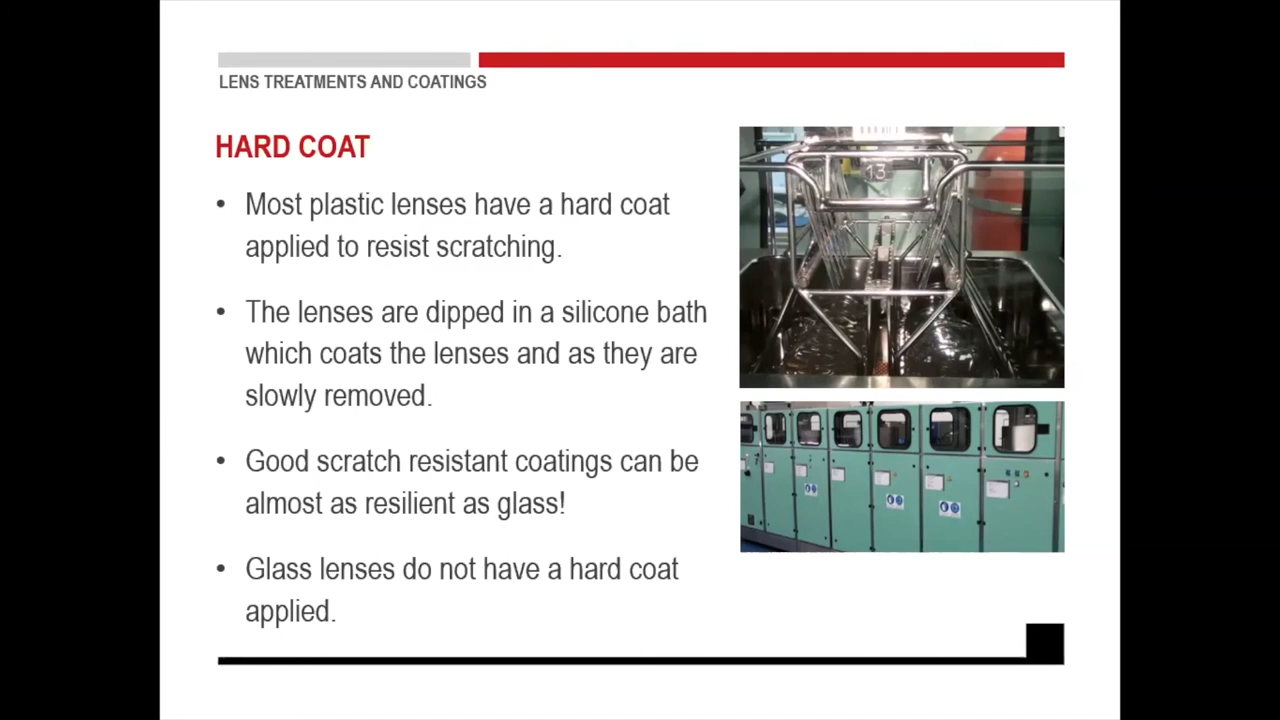 LENS TREATMENTS AND COATINGS
HARD COAT
• Most plastic lenses have a hard coat
applied to resist scratching.
• The lenses are dipped in a silicone bath
which coats the lenses and as they are
slowly removed.
• Good scratch resistant coatings can be
almost as resilient as glass!
• Glass lenses do not have a hard coat
applied.
13